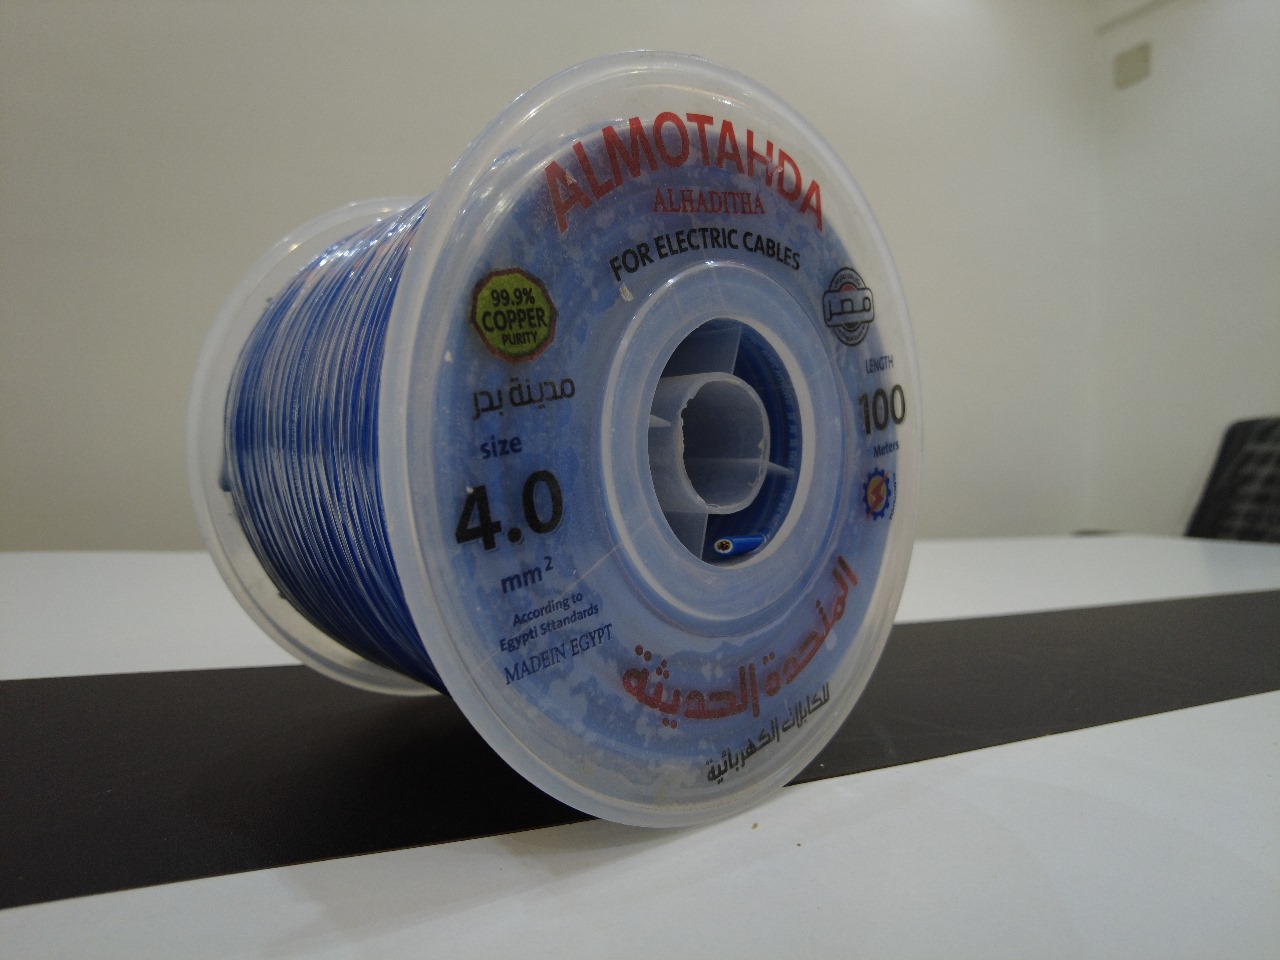 ALMOTAHDA
ALHADITHA
FOR ELECTRIC CABLES
99.9%
COPPER
PURITY
مصر
مدينة بدر
size
4.0
mm²
According to
Egypti Sttandards
MADEIN EGYPT
LENGTH
100
Meters
المتحدة الحديثة
للكابلات الكهربائية